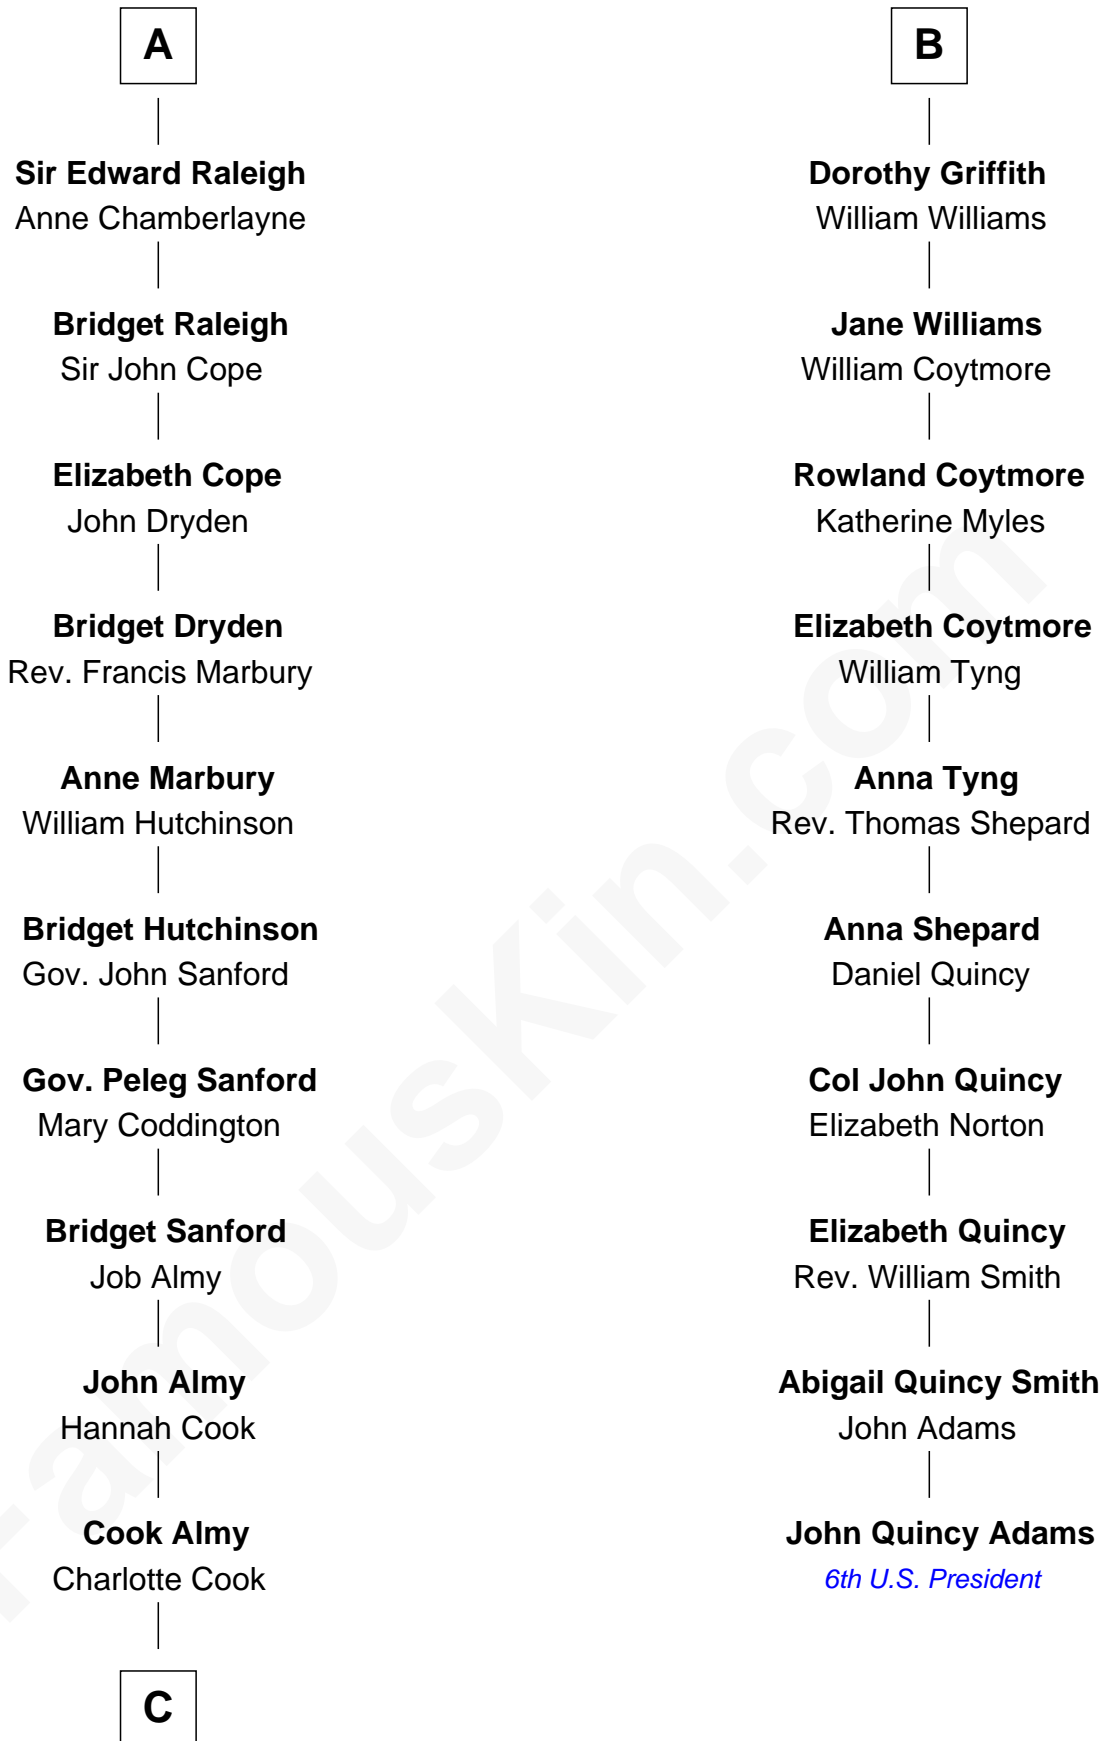 A
Sir Edward Raleigh
Anne Chamberlayne
Bridget Raleigh
Sir John Cope
Elizabeth Cope
John Dryden
Bridget Dryden
Rev. Francis Marbury
Anne Marbury
William Hutchinson
Bridget Hutchinson
Gov. John Sanford
Gov. Peleg Sanford
Mary Coddington
Bridget Sanford
Job Almy
John Almy
Hannah Cook
Cook Almy
Charlotte Cook
C
B
Dorothy Griffith
William Williams
Jane Williams
William Coytmore
Rowland Coytmore
Katherine Myles
Elizabeth Coytmore
William Tyng
Anna Tyng
Rev. Thomas Shepard
Anna Shepard
Daniel Quincy
Col John Quincy
Elizabeth Norton
Elizabeth Quincy
Rev. William Smith
Abigail Quincy Smith
John Adams
John Quincy Adams
6th U.S. President
FamousKin.com